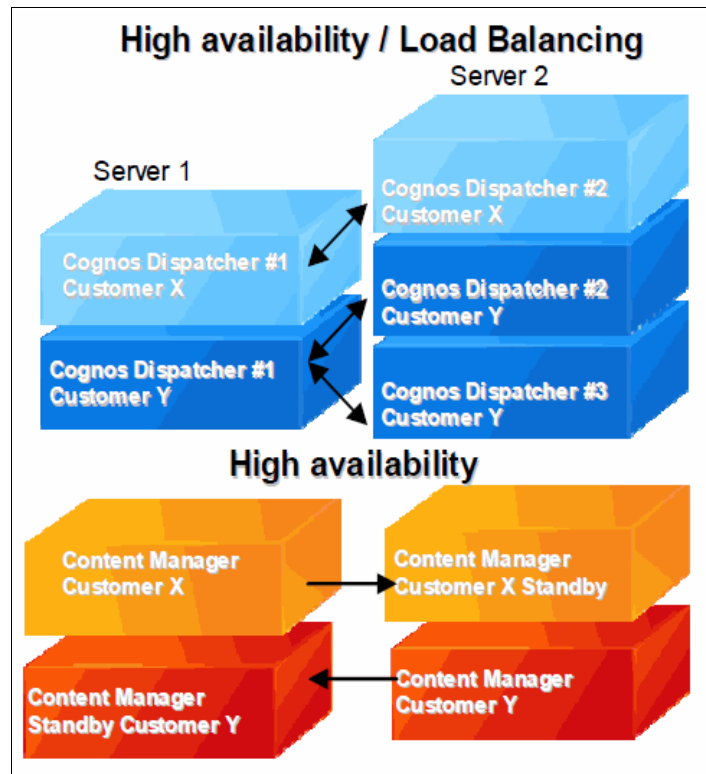 High availability / Load Balancing
Server 2
Server 1
Cognos Dispatcher #2
Customer X
Cognos Dispatcher #1
Customer X
Cognos Dispatcher #2
Customer Y
Cognos Dispatcher #1
Customer Y
Cognos Dispatcher #3
Customer Y
High availability
Content Manager
Customer X
Content Manager
Customer X Standby
Content Manager
Standby Customer Y
Content Manager
Customer Y